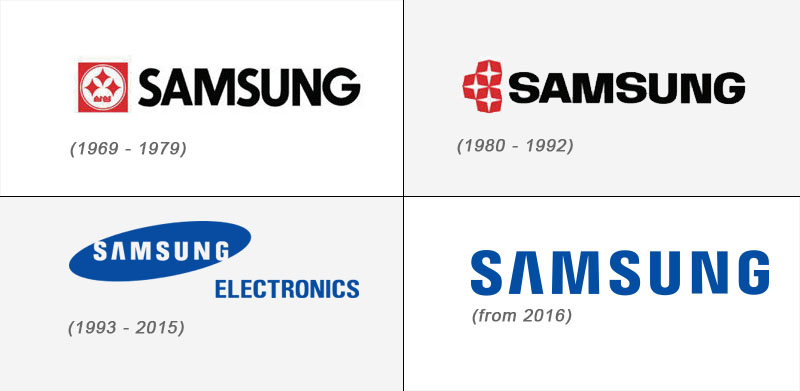 SAMSUNG
(1969 - 1979)
SAMSUNG
(1980 - 1992)
SAMSUNG
ELECTRONICS
(1993 - 2015)
SAMSUNG
(from 2016)